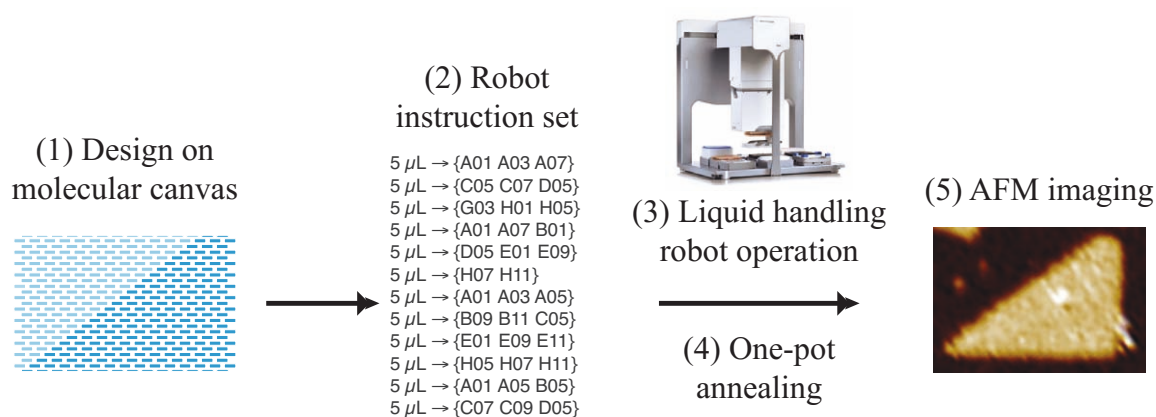 (1) Design on
molecular canvas
(2) Robot
instruction set
5 µL → {A01 A03 A07}
5 µL → {C05 C07 D05}
5 µL → {G03 H01 H05}
5 µL → {A01 A07 B01}
5 µL → {D05 E01 E09}
5 µL → {H07 H11}
5 µL → {A01 A03 A05}
5 µL → {B09 B11 C05}
5 µL → {E01 E09 E11}
5 µL → {H05 H07 H11}
5 µL → {A01 A05 B05}
5 µL → {C07 C09 D05}
(3) Liquid handling
robot operation
(4) One-pot
annealing
(5) AFM imaging